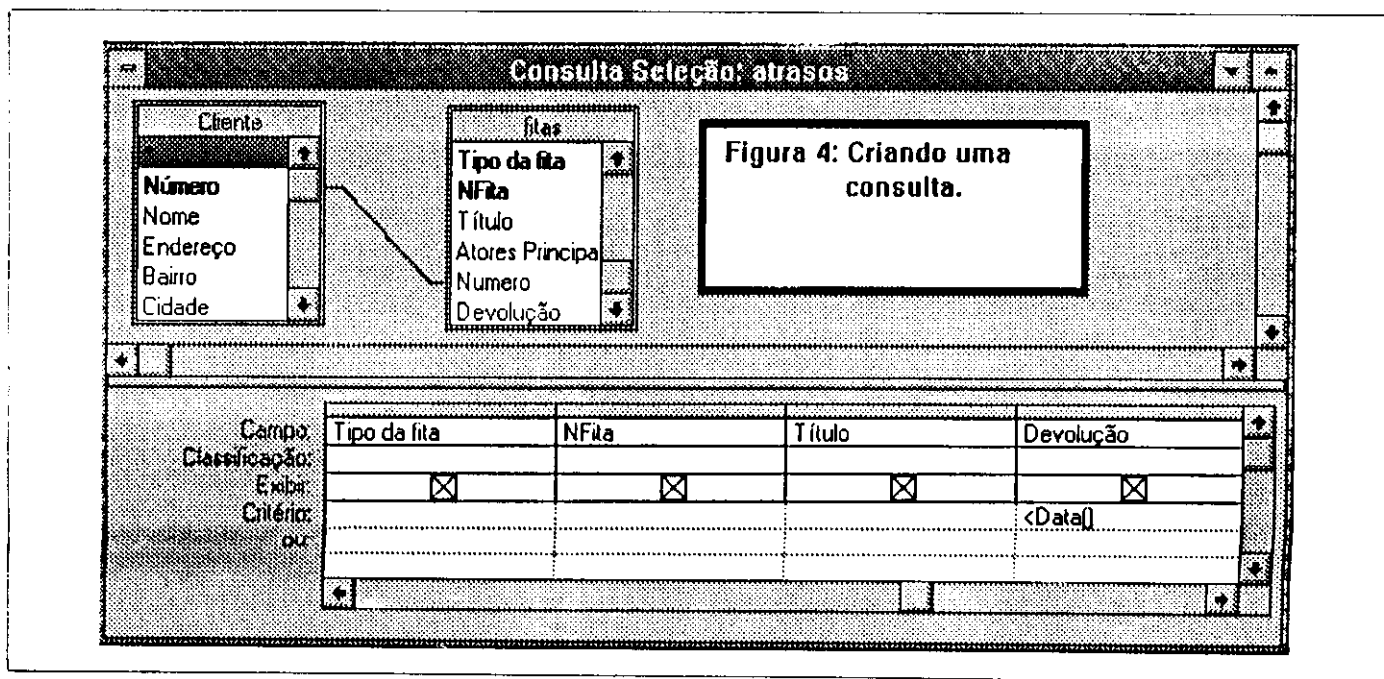 Consulta Seleção: atrasos
Cliente
*
Número
Nome
Endereço
Bairro
Cidade
fitas
Tipo da fita
NFita
Título
Atores Principa
Numero
Devolução
Figura 4: Criando uma
consulta.
Campo: Tipo da fita NFita Título Devolução
Classificação:
Exibir:
Critério: <Data()
ou: